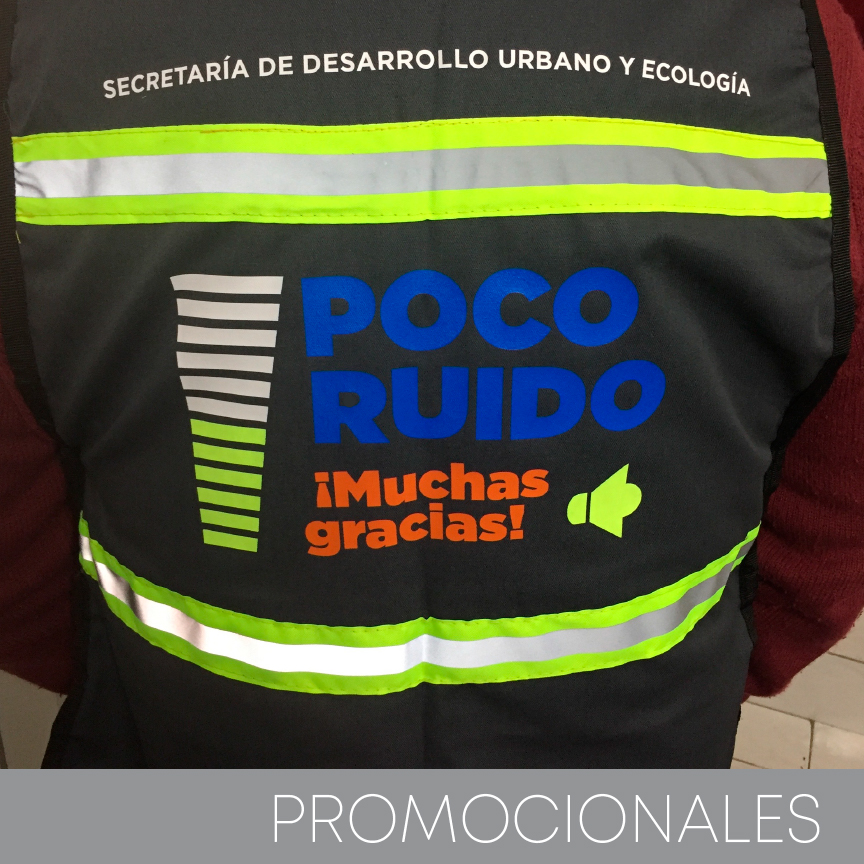 SECRETARÍA DE DESARROLLO URBANO Y ECOLOGÍA
POCO
RUIDO
¡Muchas
gracias!
PROMOCIONALES